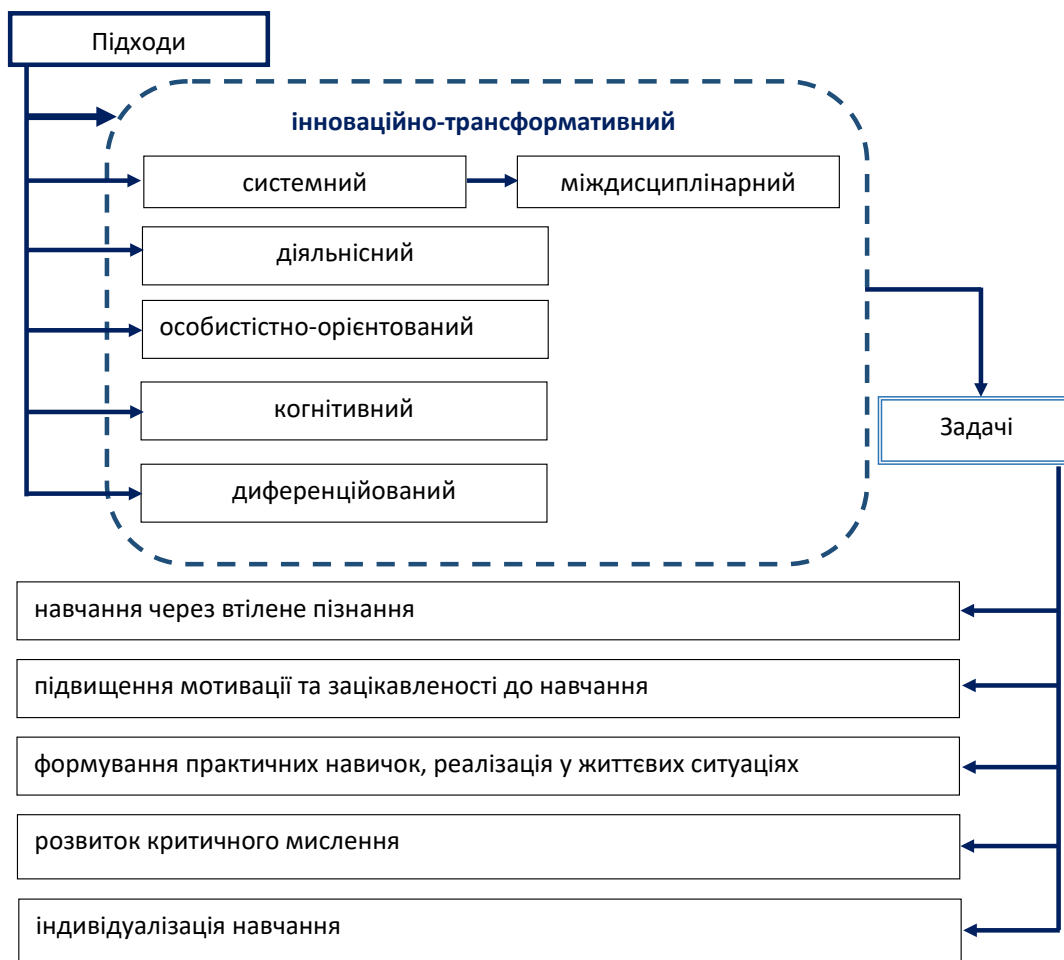 Підходи
інноваційно-трансформативний
системний
міждисциплінарний
діяльнісний
особистістно-орієнтований
когнітивний
диференційований
Задачі
навчання через втілене пізнання
підвищення мотивації та зацікавленості до навчання
формування практичних навичок, реалізація у життєвих ситуаціях
розвиток критичного мислення
індивідуалізація навчання